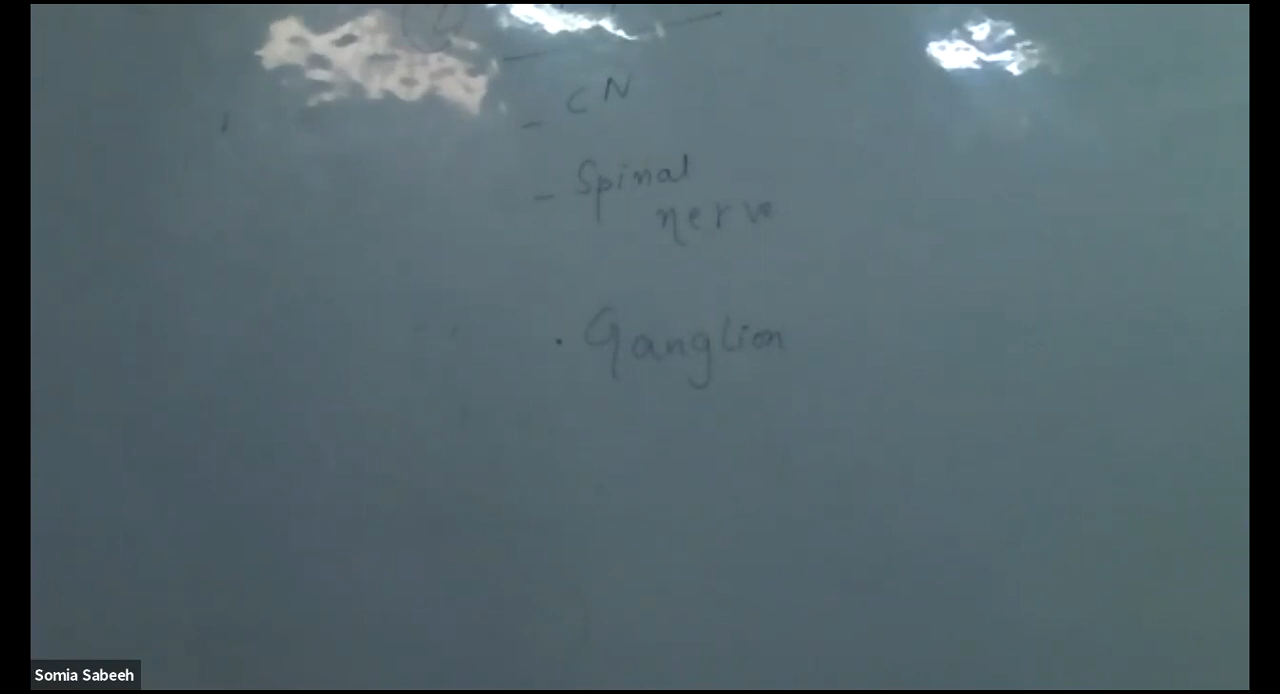 - CN
- Spinal
nerve
. Ganglion
Somia Sabeeh